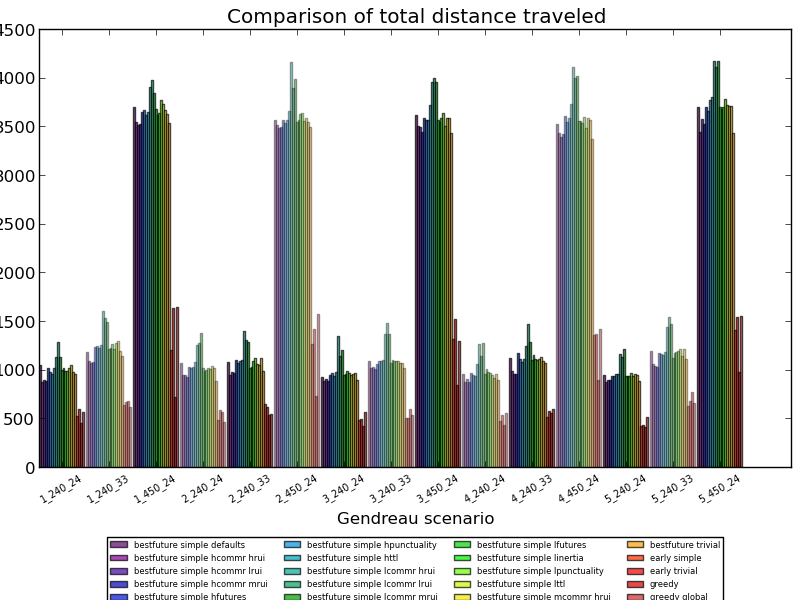 Comparison of total distance traveled
4500
4000
3500
3000
2500
2000
1500
1000
500
0
1_240_24 1_240_33 1_450_24 2_240_24 2_240_33 2_450_24 3_240_24 3_240_33 3_450_24 4_240_24 4_240_33 4_450_24 5_240_24 5_240_33 5_450_24
Gendreau scenario
bestfuture simple defaults bestfuture simple hpunctuality bestfuture simple lfutures bestfuture trivial
bestfuture simple hcommr hrui bestfuture simple httl bestfuture simple linertia early simple
bestfuture simple hcommr lrui bestfuture simple lcommr hrui bestfuture simple lpunctuality early trivial
bestfuture simple hcommr mrui bestfuture simple lcommr lrui bestfuture simple lttl greedy
bestfuture simple hfutures bestfuture simple lcommr mrui bestfuture simple mcommr hrui greedy global